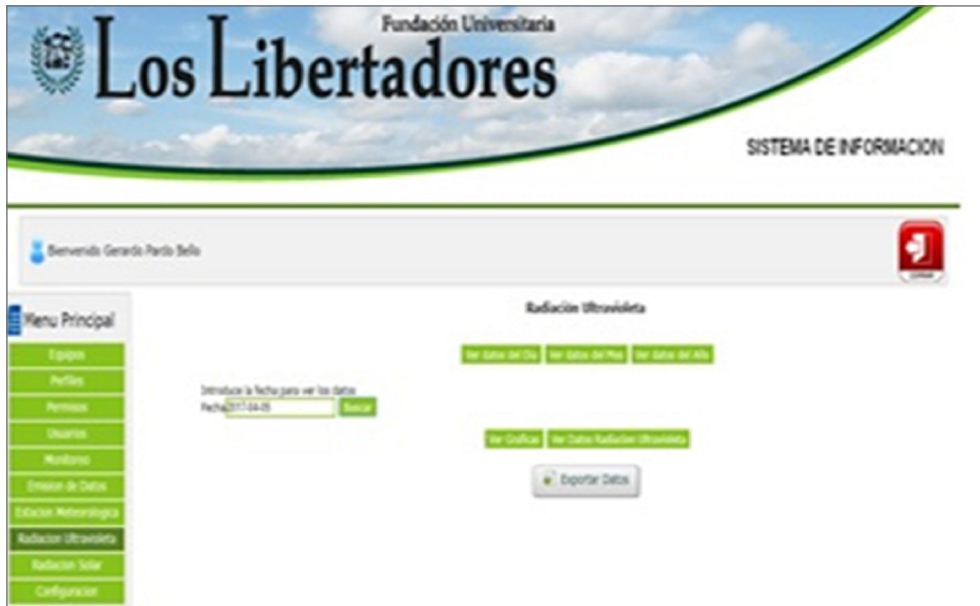 Fundación Universitaria
Los Libertadores
SISTEMA DE INFORMACION
Bienvenido Gerardo Pardo Bello
Menu Principal
Equipos
Perfiles
Permisos
Usuarios
Monitoreo
Emision de Datos
Estacion Meteorologica
Radiacion Ultravioleta
Radiacion Solar
Configuracion
Radiación Ultravioleta
Ver datos del Dia Ver datos del Mes Ver datos del Año
Introduce la fecha para ver los datos
Fecha 2017-04-05 Buscar
Ver Graficas Ver Datos Radiacion Ultravioleta
Exportar Datos